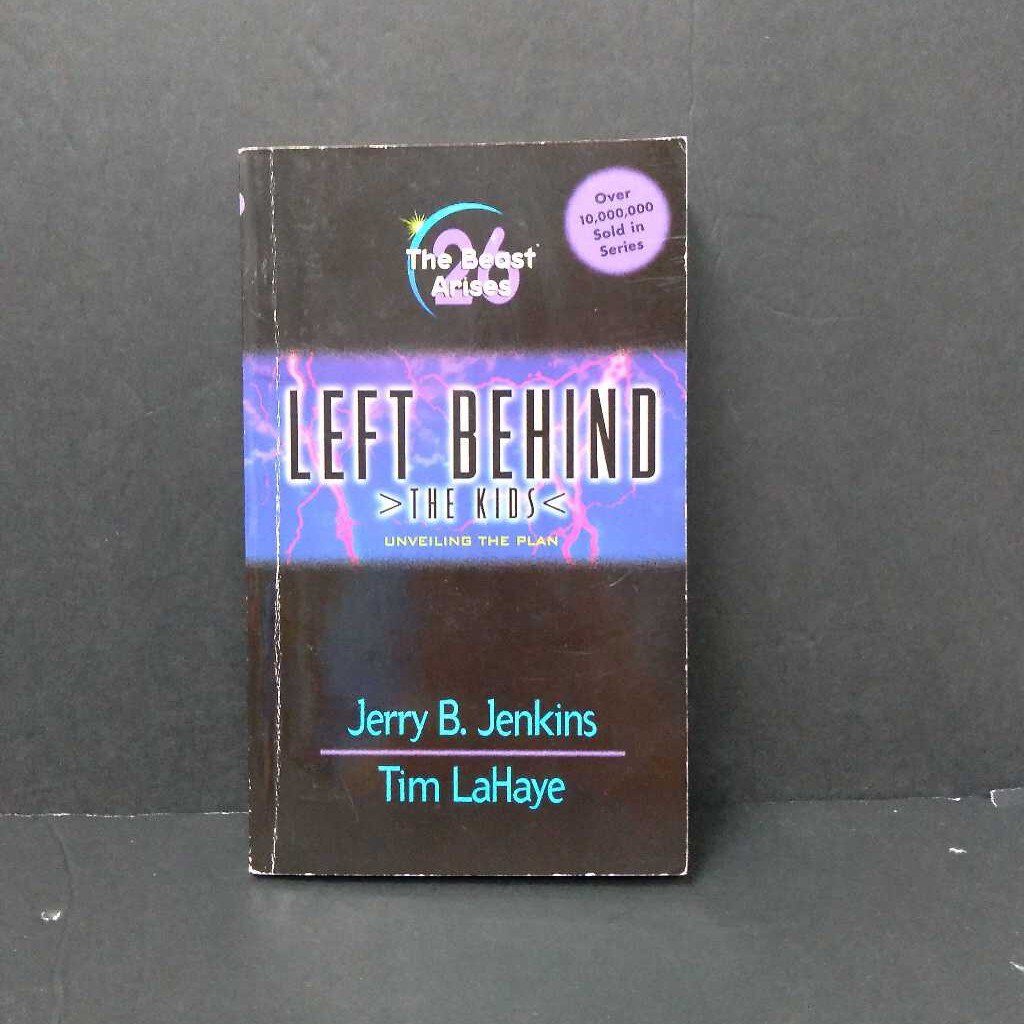 Over
10,000,000
Sold in
Series
26
The Beast
Arises
LEFT BEHIND
>THE KIDS<
UNVEILING THE PLAN
Jerry B. Jenkins
Tim LaHaye